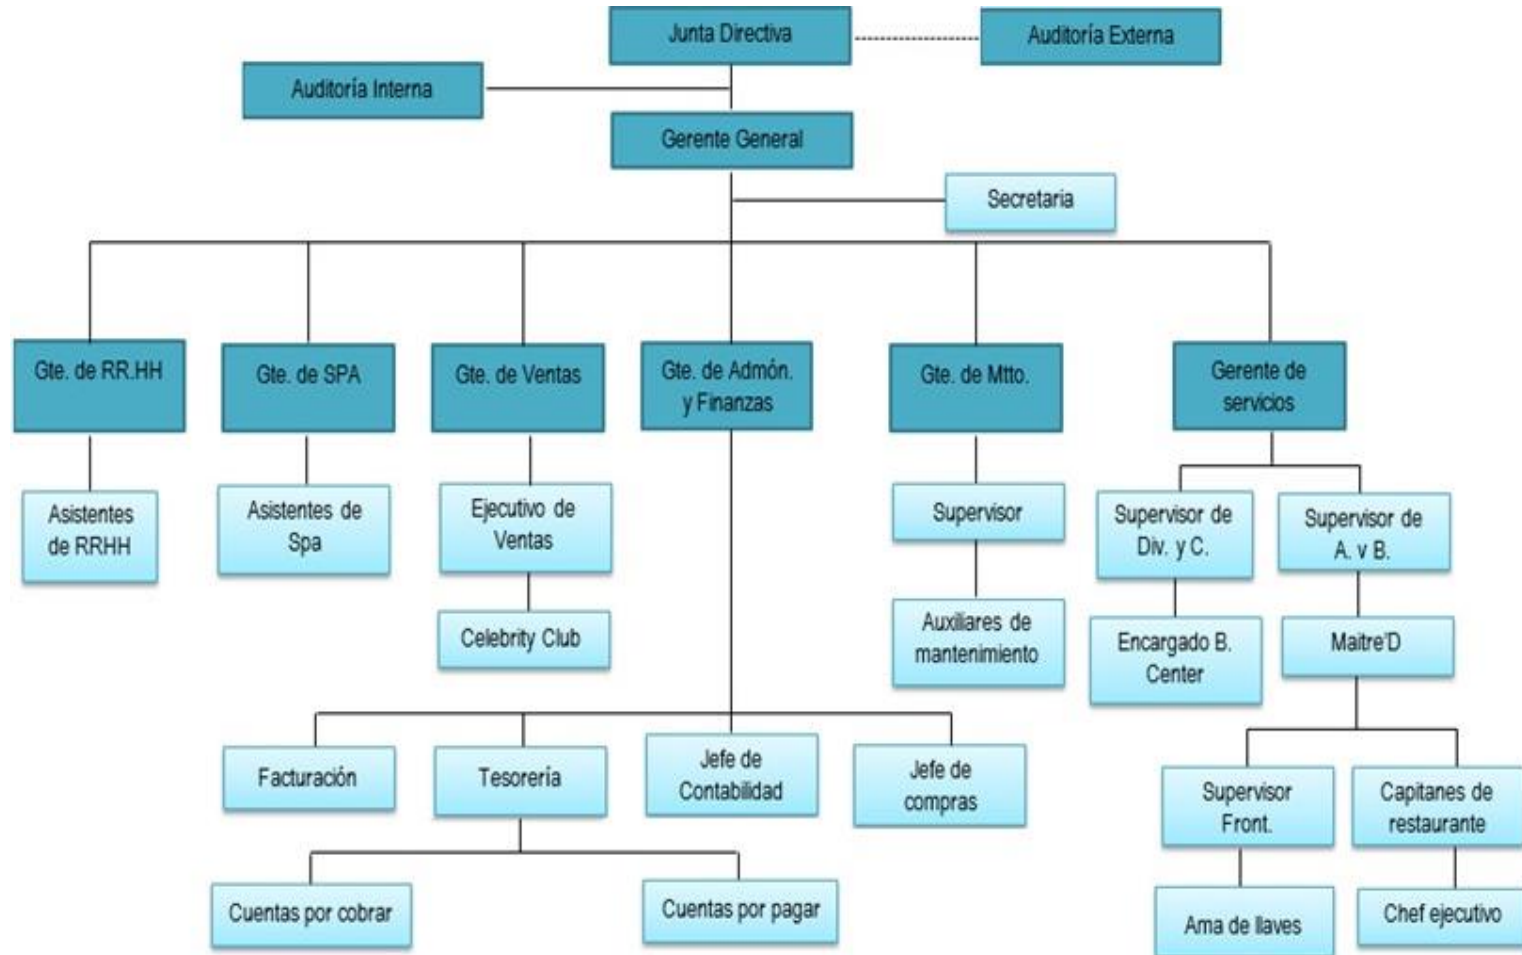 Junta Directiva
Auditoría Externa
Auditoría Interna
Gerente General
Secretaria
Gte. de RR.HH
Gte. de SPA
Gte. de Ventas
Gte. de Admón.
y Finanzas
Gte. de Mtto.
Gerente de
servicios
Asistentes
de RRHH
Asistentes de
Spa
Ejecutivo de
Ventas
Celebrity Club
Supervisor
Auxiliares de
mantenimiento
Supervisor de
Div. y C.
Supervisor de
A. v B.
Encargado B.
Center
Maitre'D
Facturación
Tesorería
Jefe de
Contabilidad
Jefe de
compras
Supervisor
Front.
Capitanes de
restaurante
Cuentas por cobrar
Cuentas por pagar
Ama de llaves
Chef ejecutivo